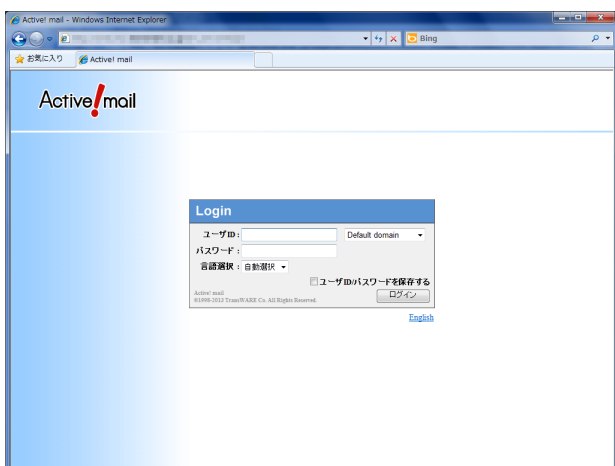 Active! mail - Windows Internet Explorer
Bing
お気に入り
Active! mail
Active!mail
Login
ユーザID :
Default domain
パスワード :
言語選択 : 自動選択
ユーザID/パスワードを保存する
Active! mail
©1998-2013 TransWARE Co. All Rights Reserved.
ログイン
English